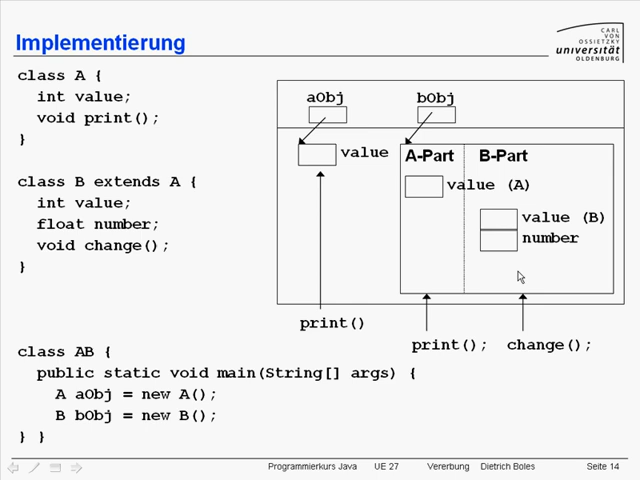 Implementierung
CARL
VON
OSSIETZKY
universität
OLDENBURG
class A {
int value;
void print();
}
class B extends A {
int value;
float number;
void change();
}
class AB {
public static void main(String[] args) {
A aObj = new A();
B bObj = new B();
} }
aObj bObj
value
A-Part B-Part
value (A)
value (B)
number
print()
print(); change();
Programmierkurs Java UE 27 Vererbung Dietrich Boles Seite 14